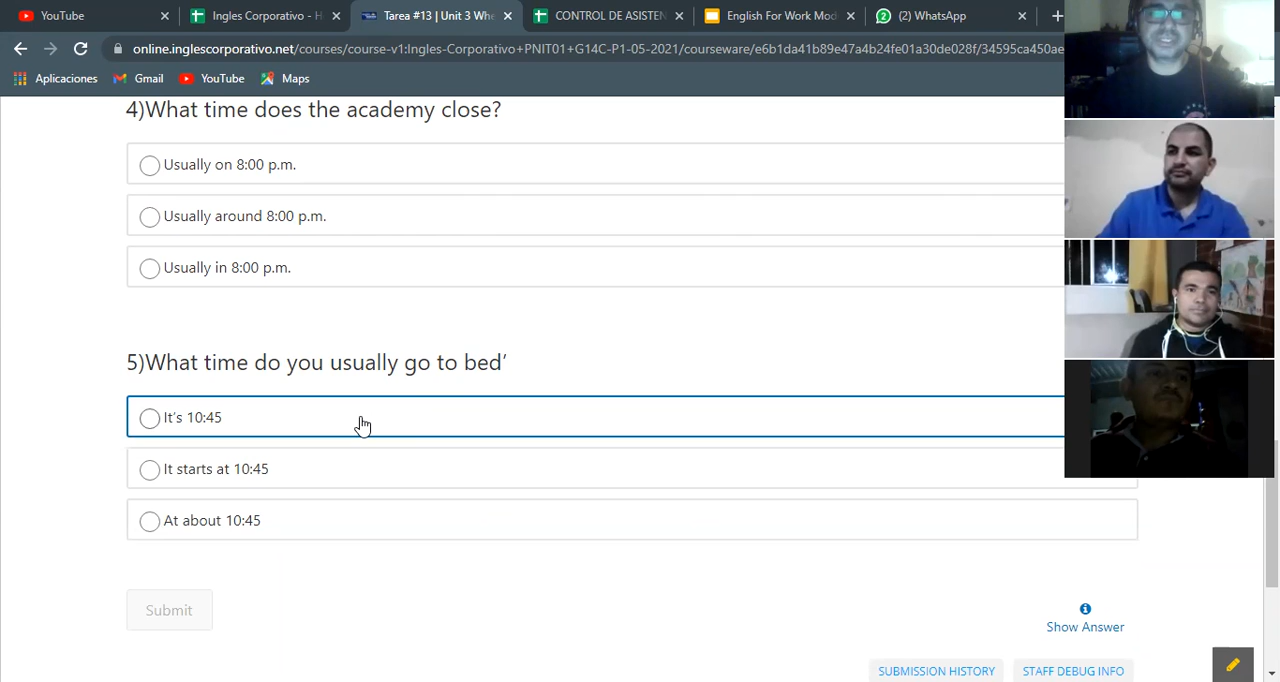 YouTube
Ingles Corporativo - H
Tarea #13 | Unit 3 Whe
CONTROL DE ASISTEN
English For Work Mod
(2) WhatsApp
online.inglescorporativo.net/courses/course-v1:Ingles-Corporativo+PNIT01+G14C-P1-05-2021/courseware/e6b1da41b89e47a4b24fe01a30de028f/34595ca450ae
Aplicaciones
Gmail
YouTube
Maps
4)What time does the academy close?
Usually on 8:00 p.m.
Usually around 8:00 p.m.
Usually in 8:00 p.m.
5)What time do you usually go to bed’
It’s 10:45
It starts at 10:45
At about 10:45
Submit
Show Answer
SUBMISSION HISTORY
STAFF DEBUG INFO